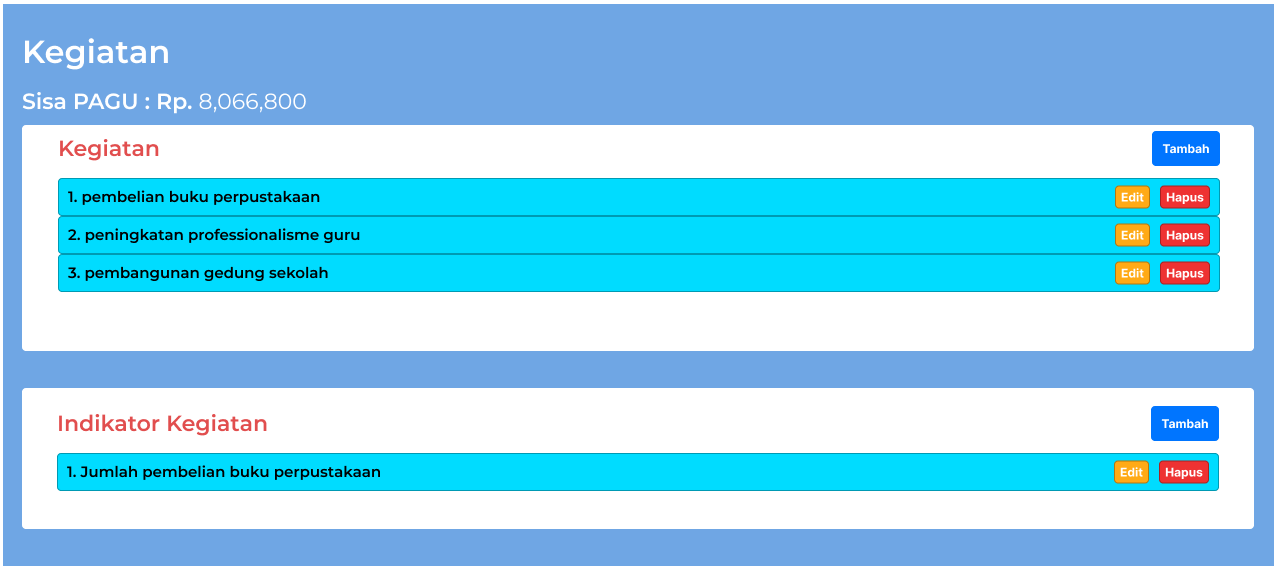 Kegiatan
Sisa PAGU : Rp. 8,066,800
Kegiatan Tambah
1. pembelian buku perpustakaan Edit Hapus
2. peningkatan professionalisme guru Edit Hapus
3. pembangunan gedung sekolah Edit Hapus
Indikator Kegiatan Tambah
1. Jumlah pembelian buku perpustakaan Edit Hapus